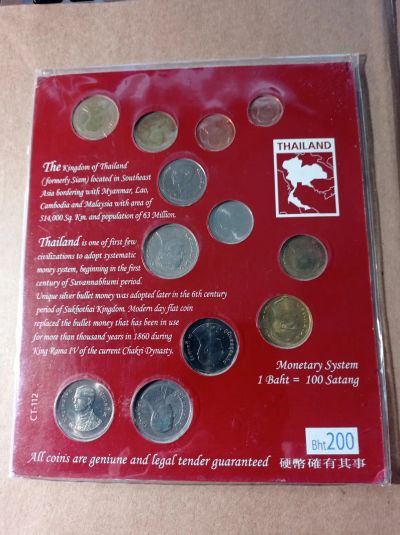 THAILAND
The Kingdom of Thailand
(formerly Siam) located in Southeast
Asia bordering with Myanmar, Lao,
Cambodia and Malaysia with area of
514,000 Sq. Km. and population of 63 Million.
Thailand is one of first few
civilizations to adopt systematic
money system, beginning in the first
century of Suvannabhumi period.
Unique silver bullet money was adopted later in the 6th century
period of Sukhothai Kingdom. Modern day flat coin
replaced the bullet money that has been in use
for more than thousand years in 1860 during
King Rama IV of the current Chakri Dynasty.
Monetary System
1 Baht = 100 Satang
CT-112
Bht200
All coins are geniune and legal tender guaranteed 硬幣確有其事